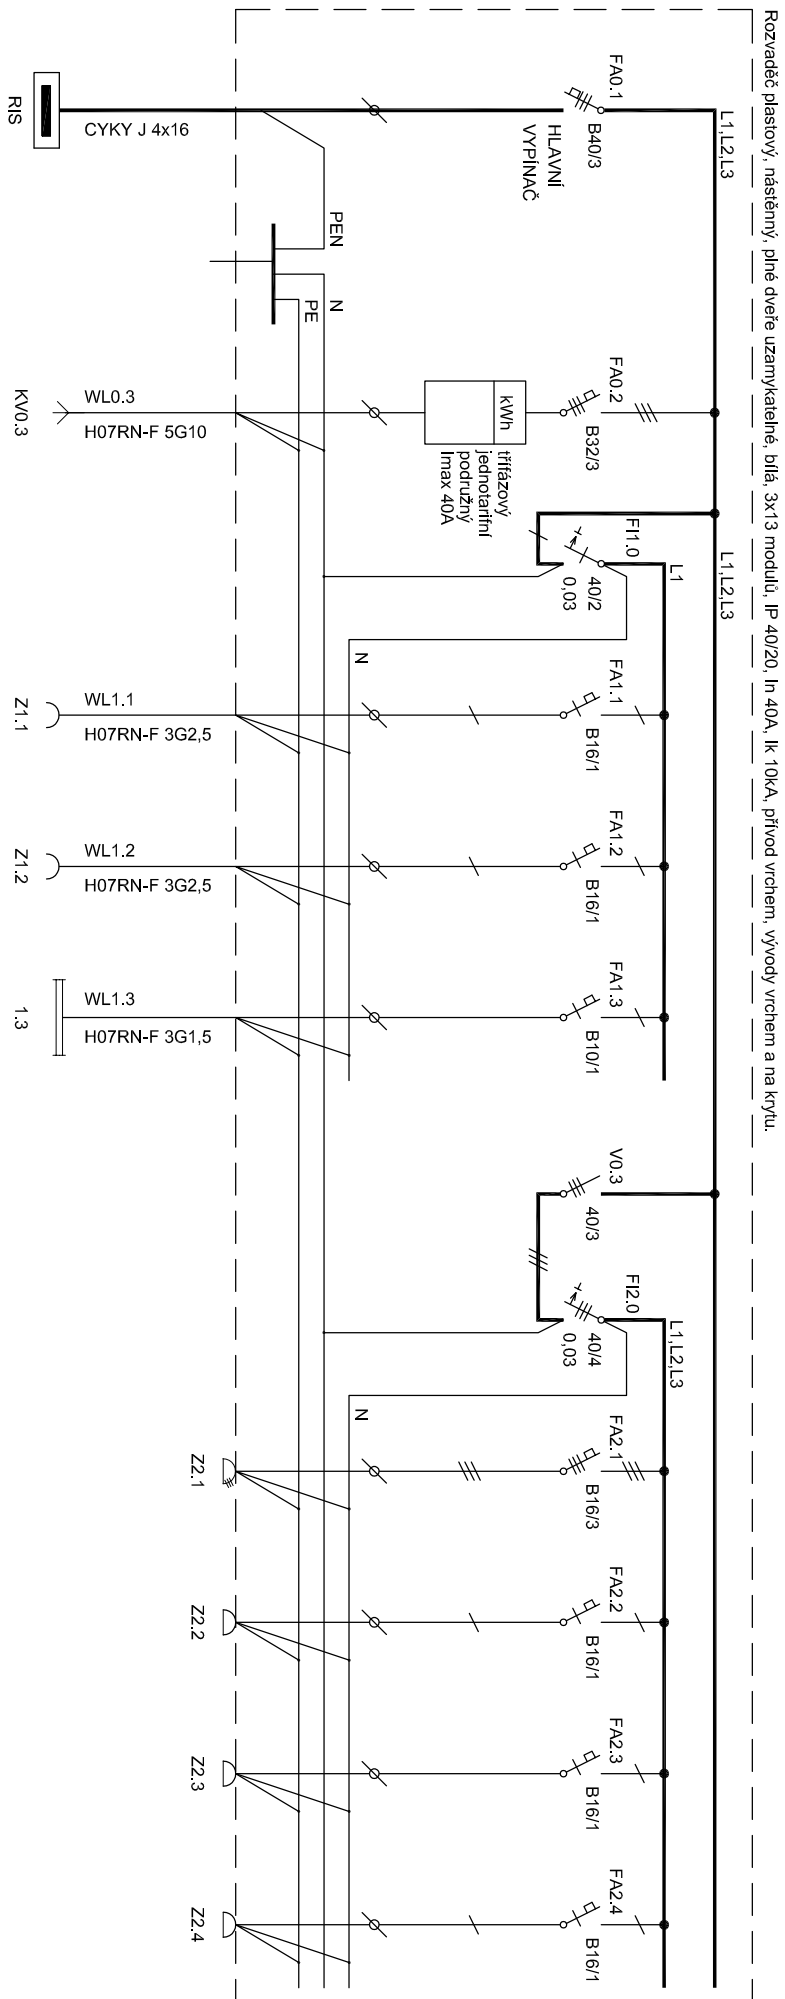 Rozvaděč plastový, nástěnný, plné dveře uzamykatelné, bílá, 3x13 modulů, IP 40/20, In 40A, Ik 10kA, přívod vrchem, vývody vrchem a na krytu.
L1,L2,L3
FA0.1
B40/3
HLAVNÍ
VYPÍNAČ
CYKY J 4x16
RIS
PEN
N
PE
FA0.2
B32/3
kWh
třífázový
jednotarifní
podružný
Imax 40A
WL0.3
H07RN-F 5G10
KV0.3
L1,L2,L3
FI1.0
40/2
0,03
L1
N
FA1.1
B16/1
WL1.1
H07RN-F 3G2,5
Z1.1
FA1.2
B16/1
WL1.2
H07RN-F 3G2,5
Z1.2
FA1.3
B10/1
WL1.3
H07RN-F 3G1,5
1.3
V0.3
40/3
FI2.0
40/4
0,03
L1,L2,L3
N
FA2.1
B16/3
Z2.1
FA2.2
B16/1
Z2.2
FA2.3
B16/1
Z2.3
FA2.4
B16/1
Z2.4